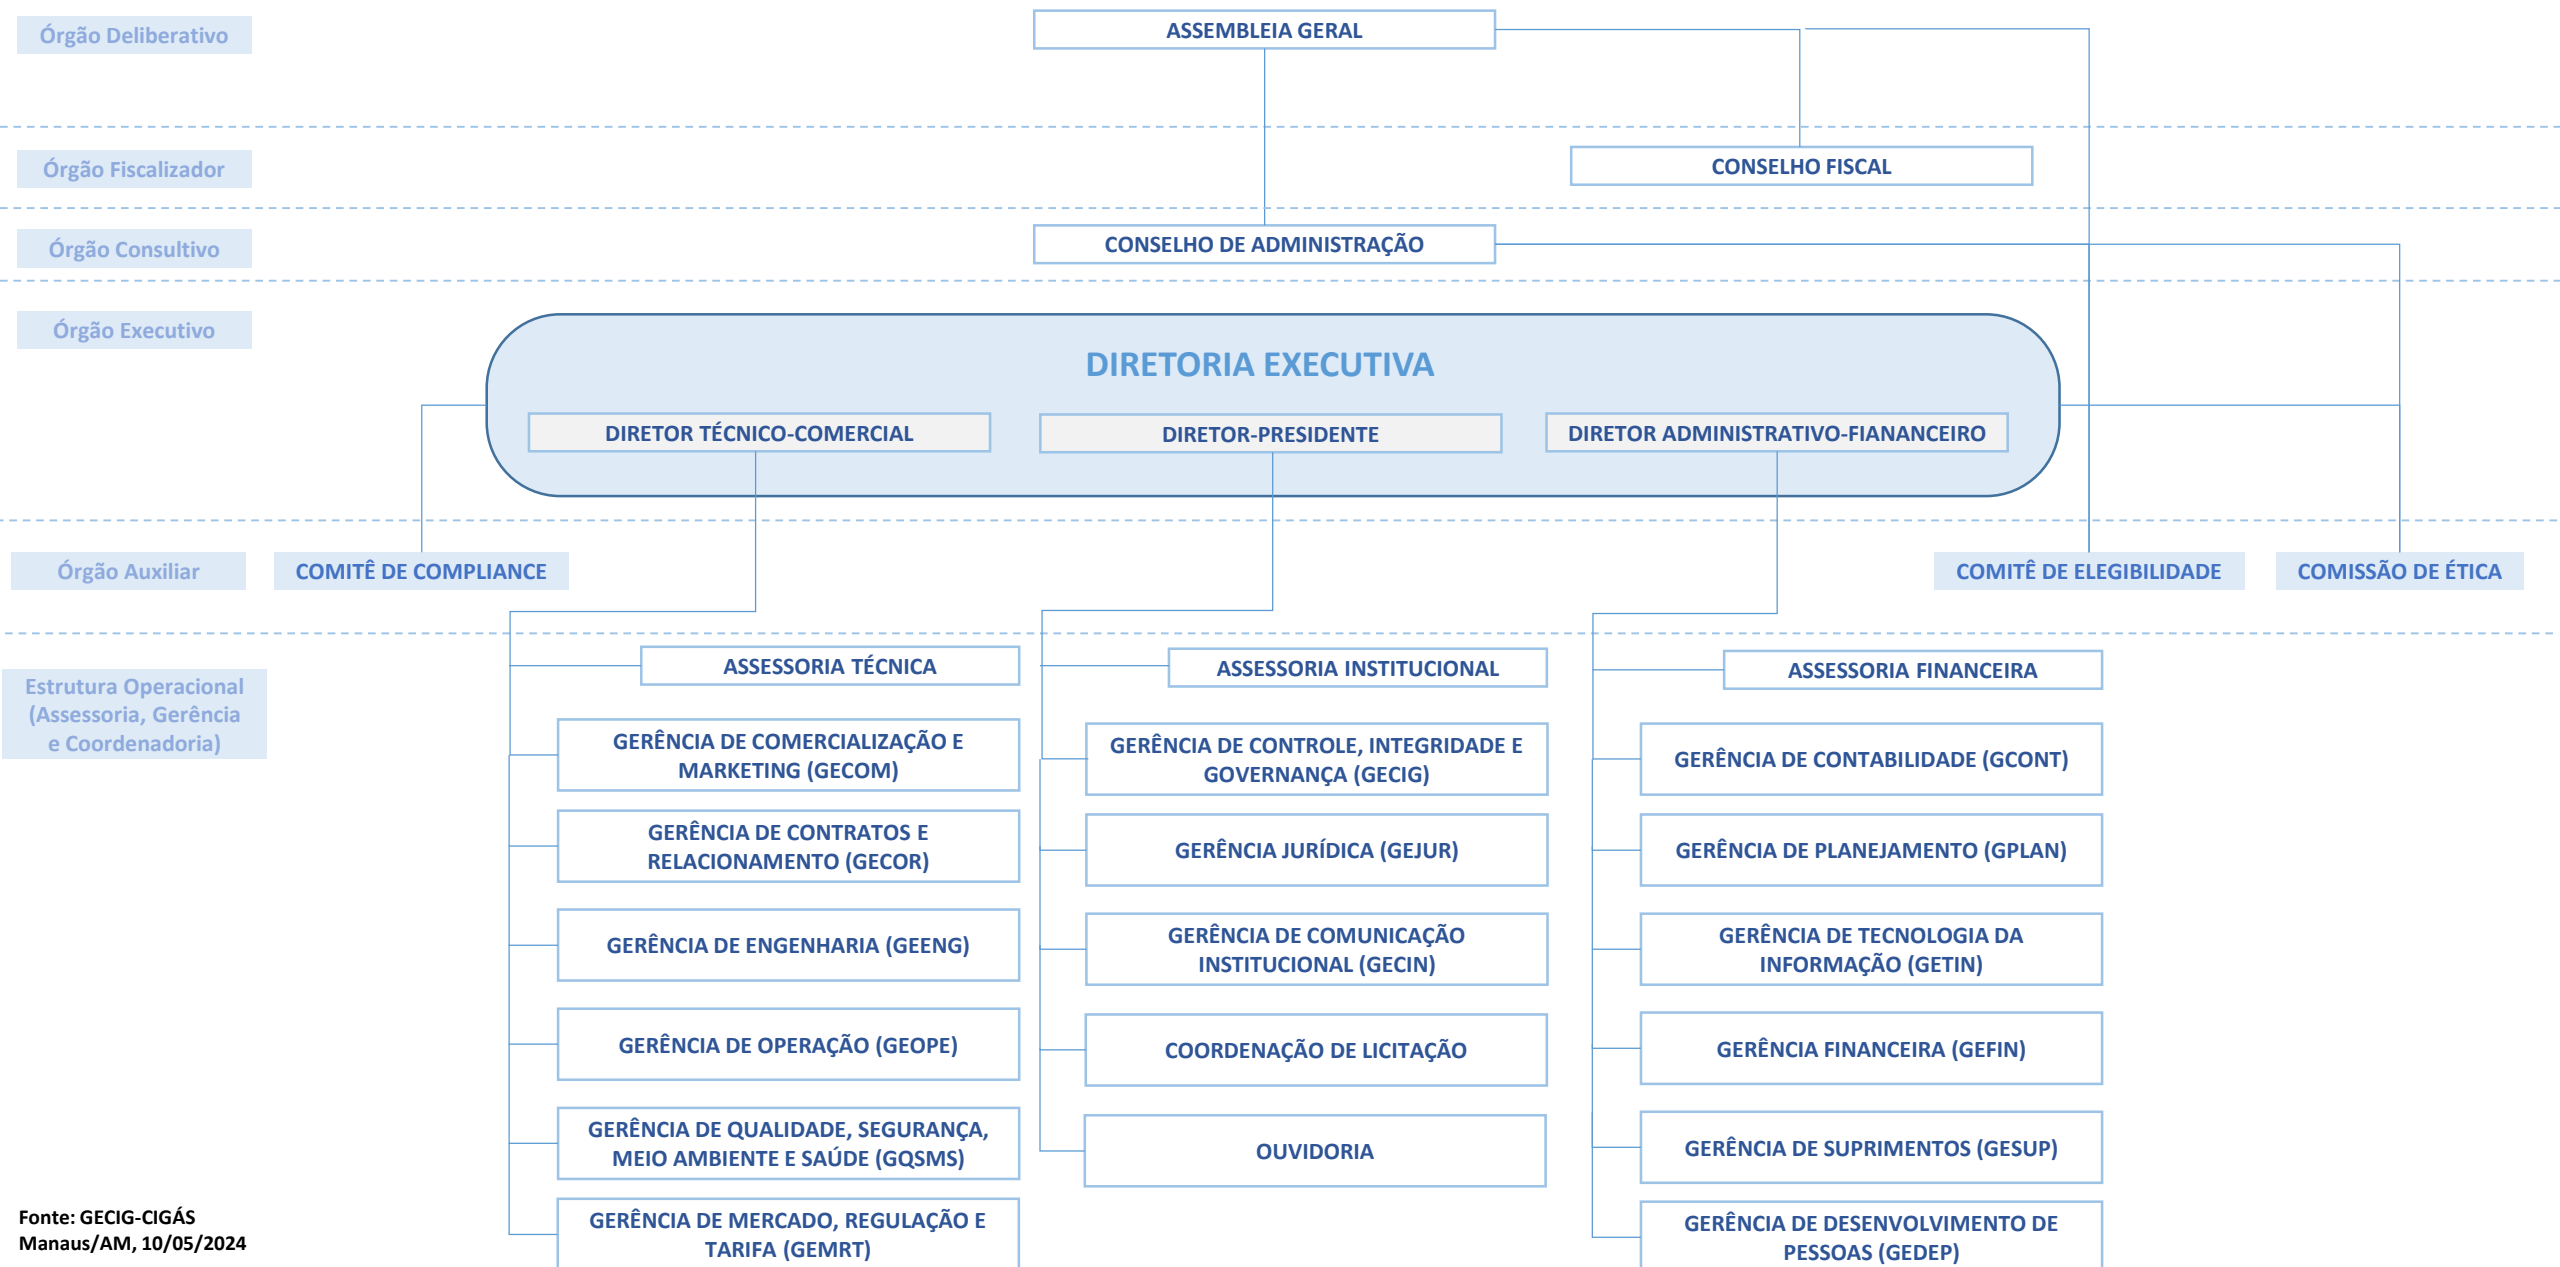 Órgão Deliberativo
ASSEMBLEIA GERAL
Órgão Fiscalizador
CONSELHO FISCAL
Órgão Consultivo
CONSELHO DE ADMINISTRAÇÃO
Órgão Executivo
DIRETORIA EXECUTIVA
DIRETOR TÉCNICO-COMERCIAL
DIRETOR-PRESIDENTE
DIRETOR ADMINISTRATIVO-FIANANCEIRO
Órgão Auxiliar
COMITÊ DE COMPLIANCE
COMITÊ DE ELEGIBILIDADE
COMISSÃO DE ÉTICA
Estrutura Operacional
(Assessoria, Gerência
e Coordenadoria)
ASSESSORIA TÉCNICA
GERÊNCIA DE COMERCIALIZAÇÃO E
MARKETING (GECOM)
GERÊNCIA DE CONTRATOS E
RELACIONAMENTO (GECOR)
GERÊNCIA DE ENGENHARIA (GEENG)
GERÊNCIA DE OPERAÇÃO (GEOPE)
GERÊNCIA DE QUALIDADE, SEGURANÇA,
MEIO AMBIENTE E SAÚDE (GQSMS)
GERÊNCIA DE MERCADO, REGULAÇÃO E
TARIFA (GEMRT)
ASSESSORIA INSTITUCIONAL
GERÊNCIA DE CONTROLE, INTEGRIDADE E
GOVERNANÇA (GECIG)
GERÊNCIA JURÍDICA (GEJUR)
GERÊNCIA DE COMUNICAÇÃO
INSTITUCIONAL (GECIN)
COORDENAÇÃO DE LICITAÇÃO
OUVIDORIA
ASSESSORIA FINANCEIRA
GERÊNCIA DE CONTABILIDADE (GCONT)
GERÊNCIA DE PLANEJAMENTO (GPLAN)
GERÊNCIA DE TECNOLOGIA DA
INFORMAÇÃO (GETIN)
GERÊNCIA FINANCEIRA (GEFIN)
GERÊNCIA DE SUPRIMENTOS (GESUP)
GERÊNCIA DE DESENVOLVIMENTO DE
PESSOAS (GEDEP)
Fonte: GECIG-CIGÁS
Manaus/AM, 10/05/2024